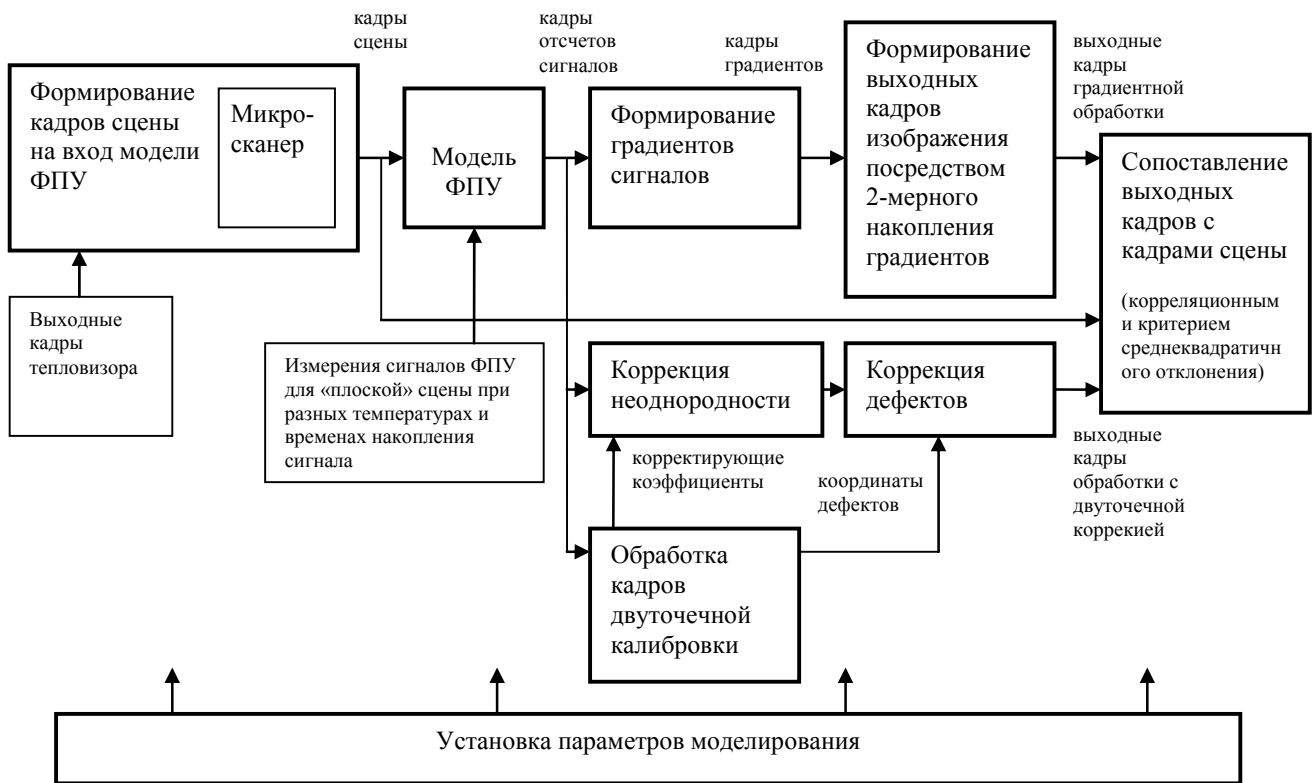 кадры
сцены
кадры
отсчетов
сигналов
кадры
градиентов
выходные
кадры
градиентной
обработки
Формирование
кадров сцены
на вход модели
ФПУ
Микро-
сканер
Модель
ФПУ
Формирование
градиентов
сигналов
Формирование
выходных
кадров
изображения
посредством
2-мерного
накопления
градиентов
Сопоставление
выходных
кадров с
кадрами сцены
(корреляционным
и критерием
среднеквадратичн
ого отклонения)
Выходные
кадры
тепловизора
Измерения сигналов ФПУ
для «плоской» сцены при
разных температурах и
временах накопления
сигнала
Коррекция
неоднородности
Коррекция
дефектов
корректирующие
коэффициенты
координаты
дефектов
выходные
кадры
обработки с
двуточечной
коррекией
Обработка
кадров
двуточечной
калибровки
Установка параметров моделирования